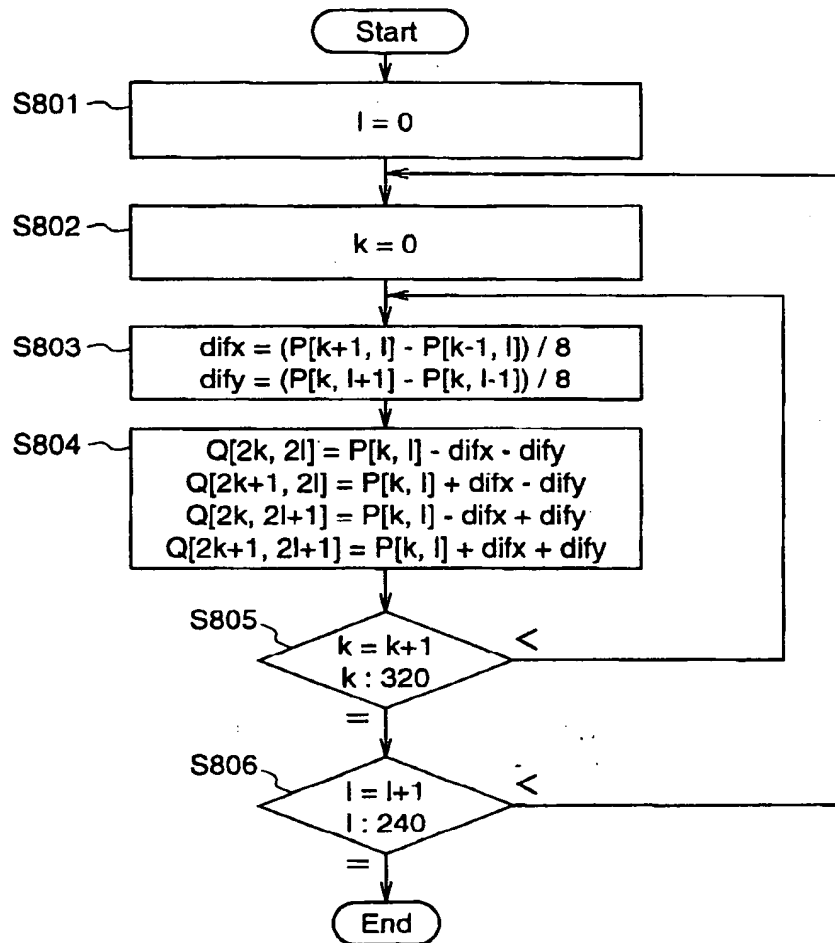 Start
S801
l = 0
S802
k = 0
S803
difx = (P[k+1, l] - P[k-1, l]) / 8
dify = (P[k, l+1] - P[k, l-1]) / 8
S804
Q[2k, 2l] = P[k, l] - difx - dify
Q[2k+1, 2l] = P[k, l] + difx - dify
Q[2k, 2l+1] = P[k, l] - difx + dify
Q[2k+1, 2l+1] = P[k, l] + difx + dify
S805
k = k+1
k : 320
<
=
S806
l = l+1
l : 240
<
=
End